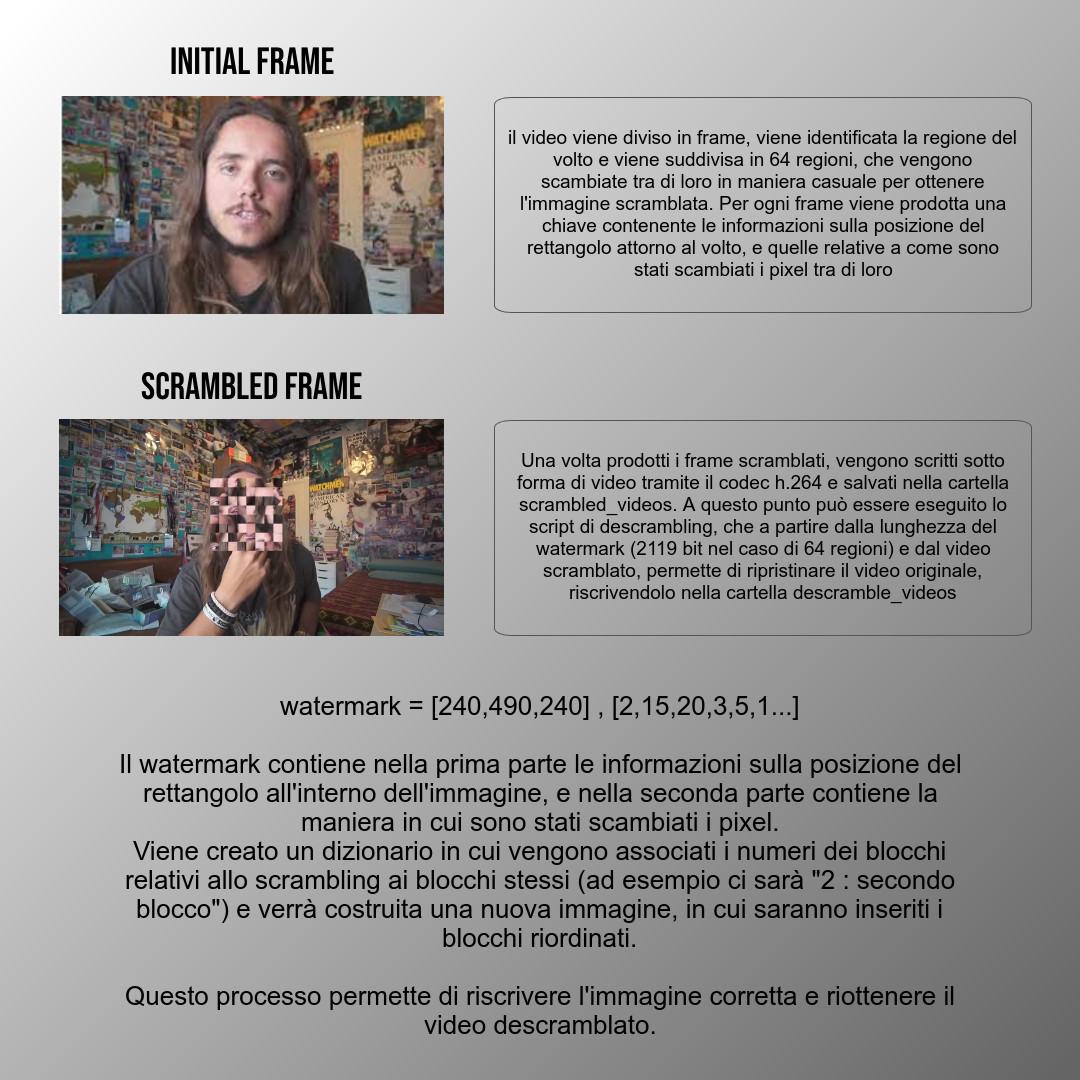 INITIAL FRAME
WATCHMEN
AMERICAN
HISTORY X
il video viene diviso in frame, viene identificata la regione del
volto e viene suddivisa in 64 regioni, che vengono
scambiate tra di loro in maniera casuale per ottenere
l'immagine scramblata. Per ogni frame viene prodotta una
chiave contenente le informazioni sulla posizione del
rettangolo attorno al volto, e quelle relative a come sono
stati scambiati i pixel tra di loro
SCRAMBLED FRAME
WATCHMEN
Una volta prodotti i frame scramblati, vengono scritti sotto
forma di video tramite il codec h.264 e salvati nella cartella
scrambled_videos. A questo punto può essere eseguito lo
script di descrambling, che a partire dalla lunghezza del
watermark (2119 bit nel caso di 64 regioni) e dal video
scramblato, permette di ripristinare il video originale,
riscrivendolo nella cartella descramble_videos
watermark = [240,490,240] , [2,15,20,3,5,1...]
Il watermark contiene nella prima parte le informazioni sulla posizione del
rettangolo all'interno dell'immagine, e nella seconda parte contiene la
maniera in cui sono stati scambiati i pixel.
Viene creato un dizionario in cui vengono associati i numeri dei blocchi
relativi allo scrambling ai blocchi stessi (ad esempio ci sarà "2 : secondo
blocco") e verrà costruita una nuova immagine, in cui saranno inseriti i
blocchi riordinati.
Questo processo permette di riscrivere l'immagine corretta e riottenere il
video descramblato.